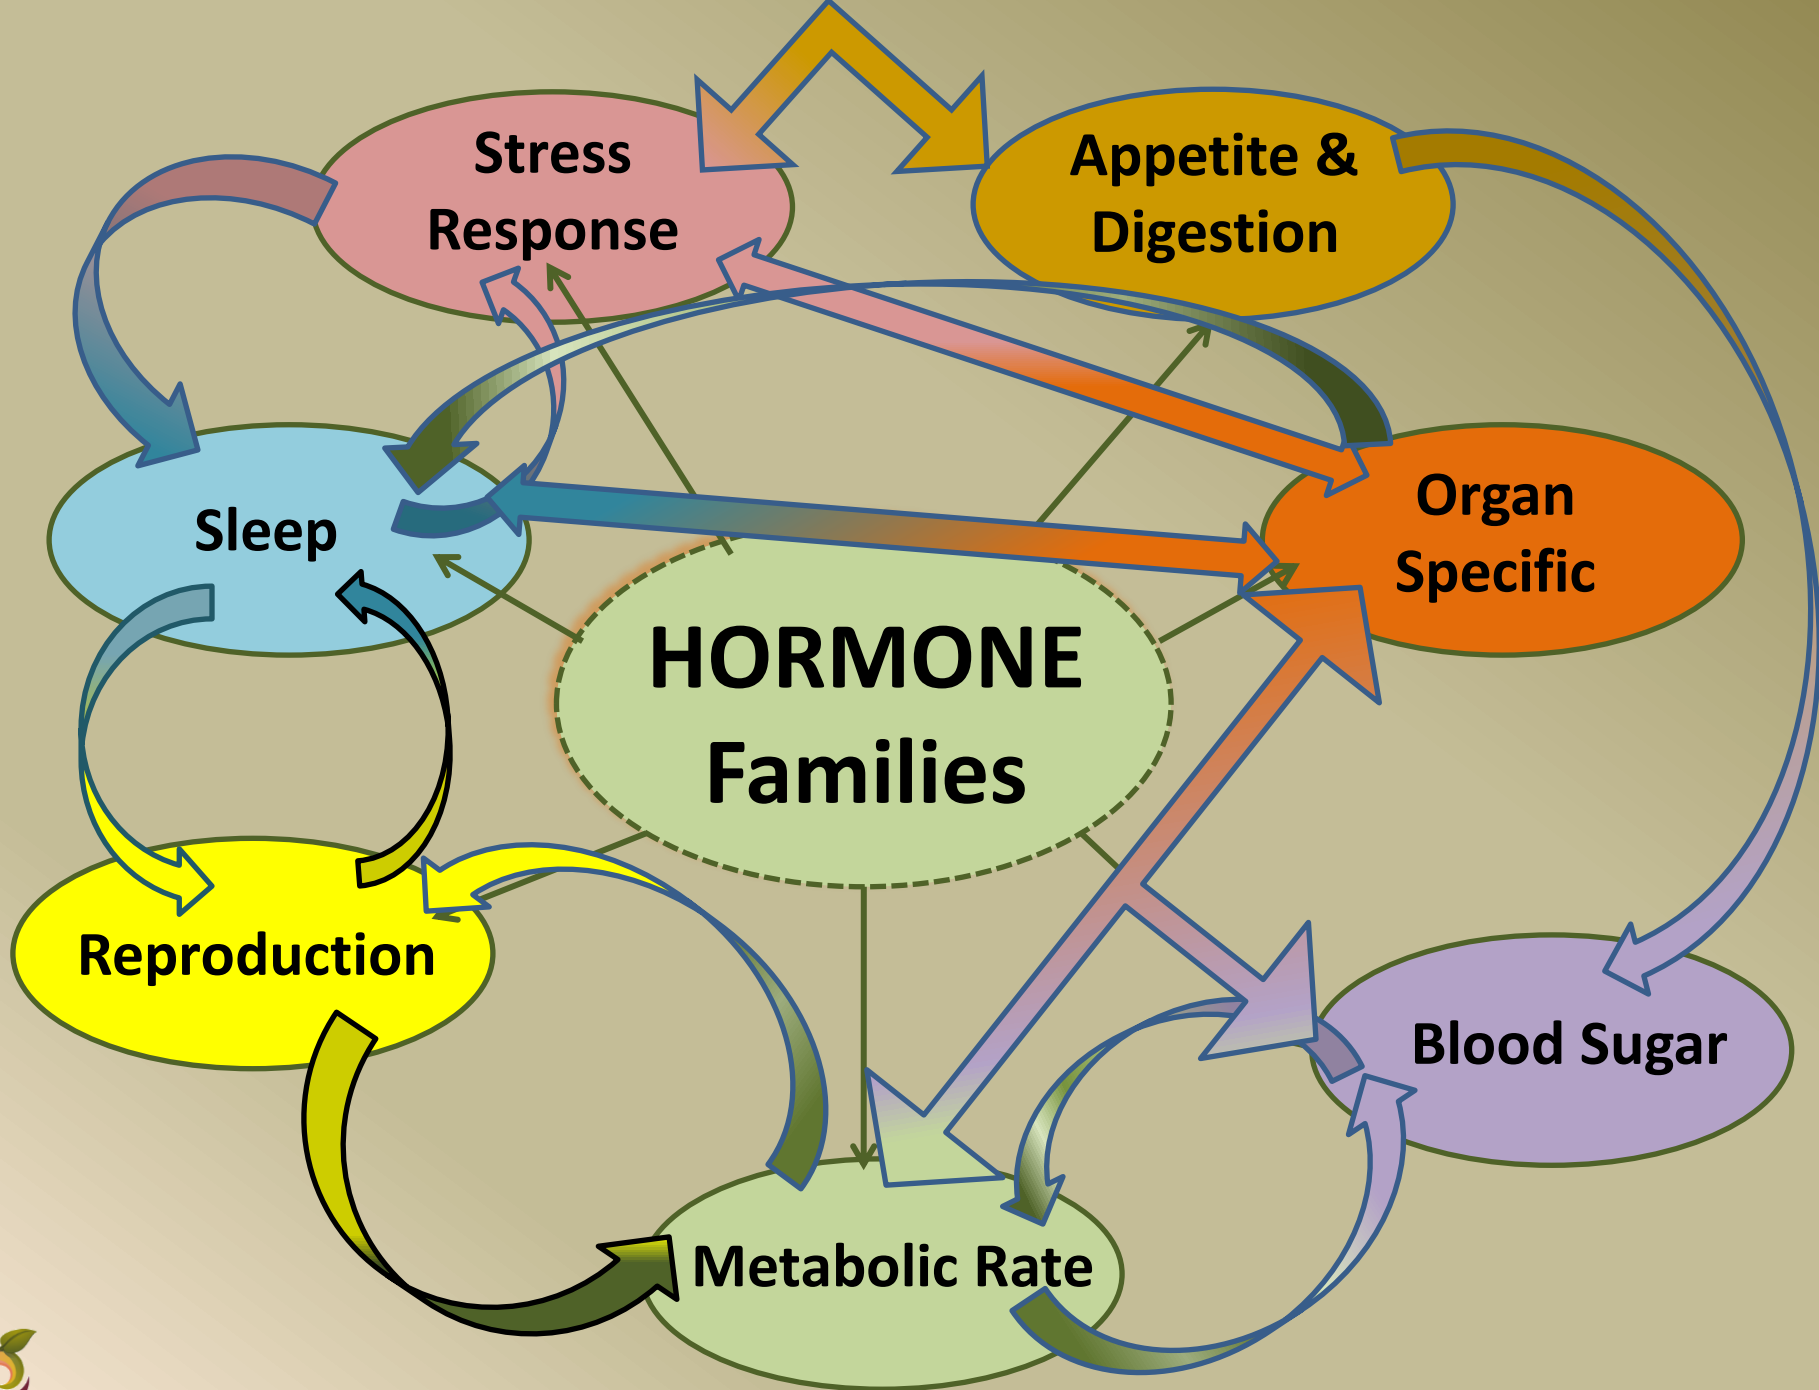 Stress
Response
Appetite &
Digestion
Organ
Specific
Sleep
HORMONE
Families
Reproduction
Blood Sugar
Metabolic Rate